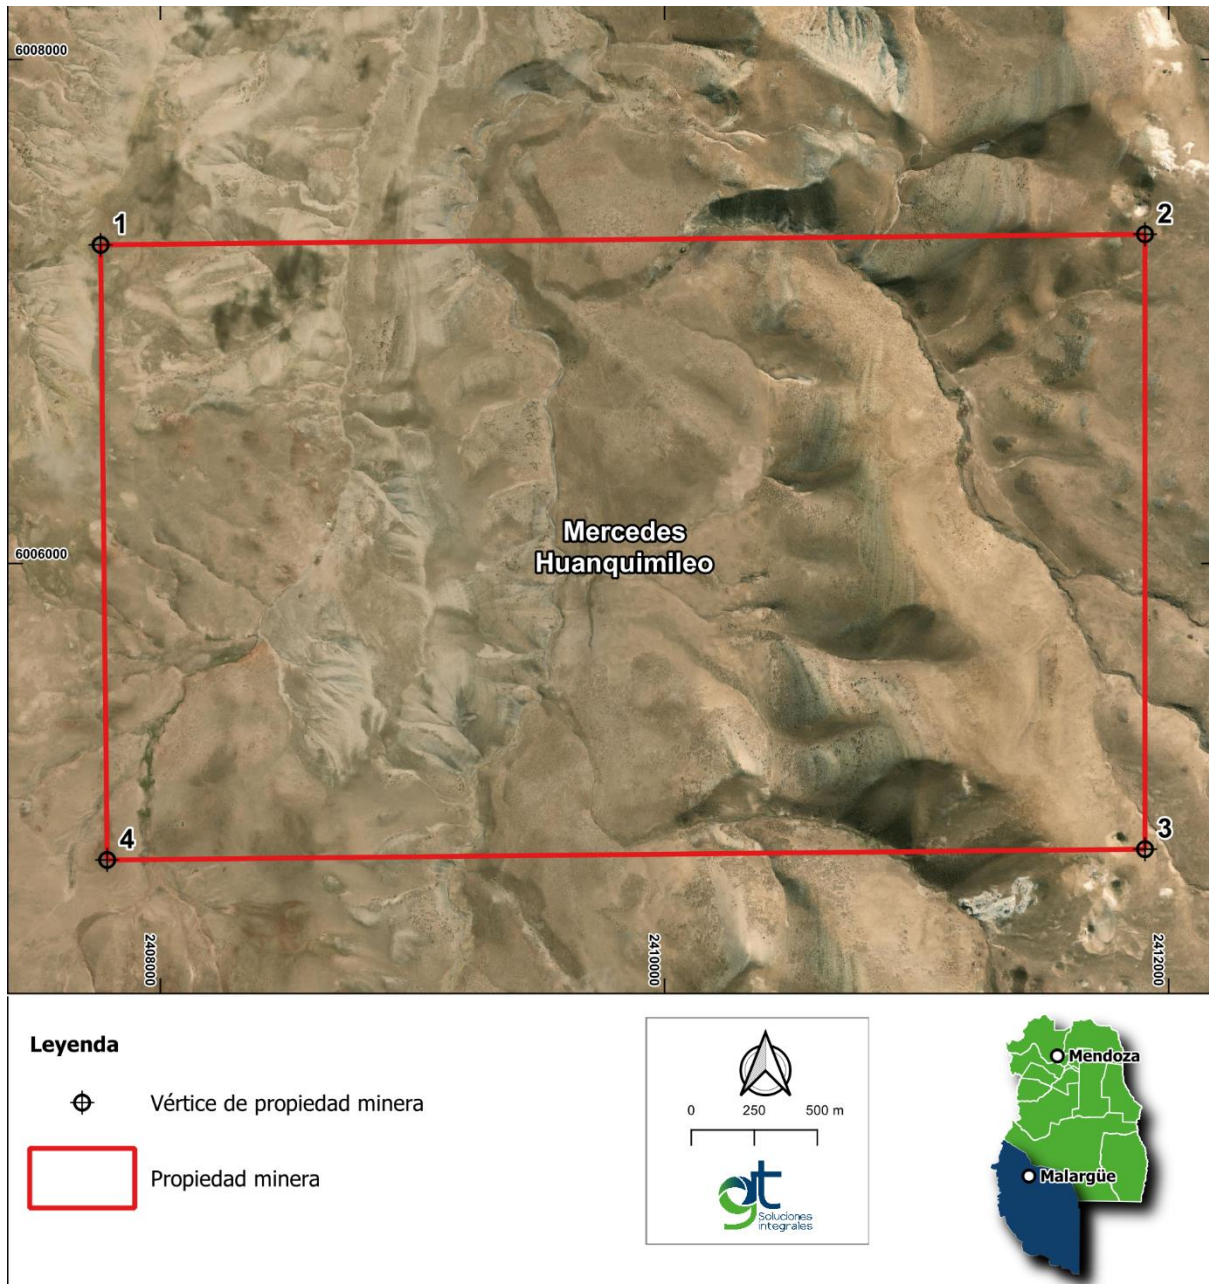 6008000
1
2
6006000
Mercedes
Huanquimileo
4
3
2408000
2410000
2412000
Leyenda
Vértice de propiedad minera
Propiedad minera
0 250 500 m
gt
Soluciones
integrales
Mendoza
Malargüe